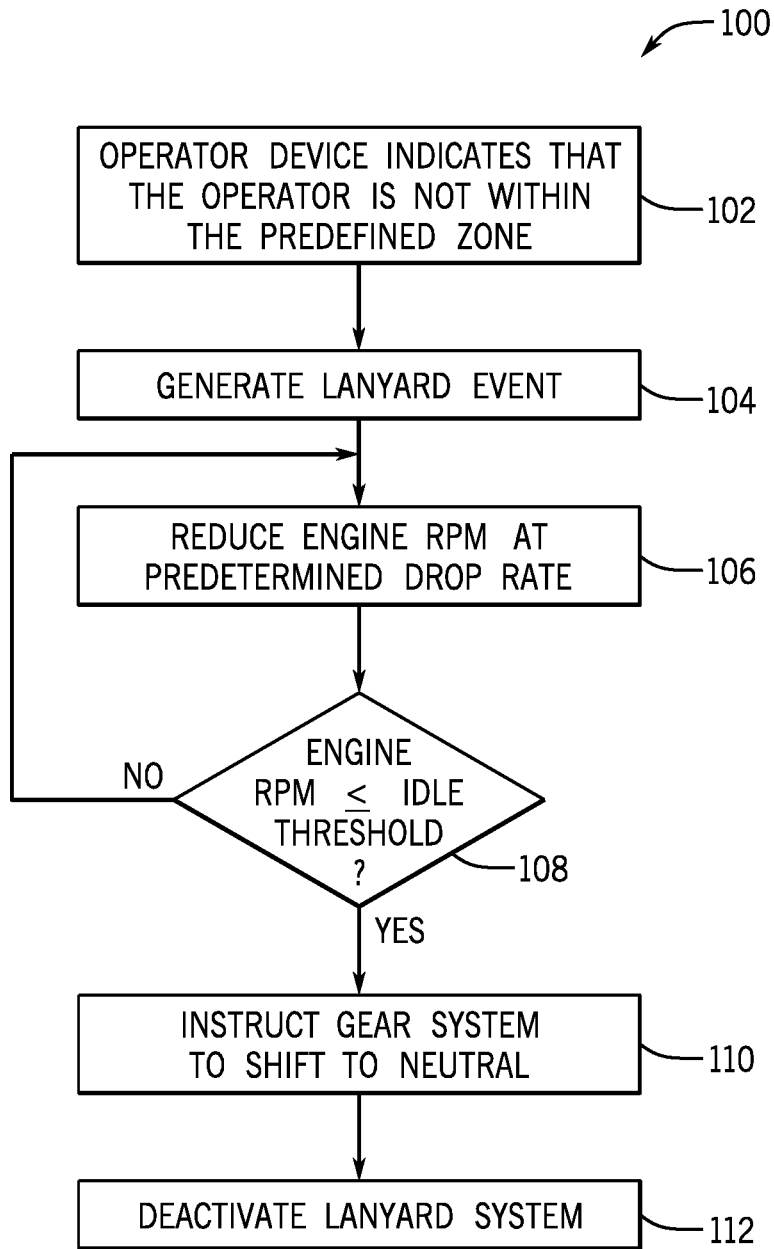 100
OPERATOR DEVICE INDICATES THAT
THE OPERATOR IS NOT WITHIN
THE PREDEFINED ZONE
102
GENERATE LANYARD EVENT
104
REDUCE ENGINE RPM AT
PREDETERMINED DROP RATE
106
ENGINE
RPM ≤ IDLE
THRESHOLD
?
NO
108
YES
INSTRUCT GEAR SYSTEM
TO SHIFT TO NEUTRAL
110
DEACTIVATE LANYARD SYSTEM
112